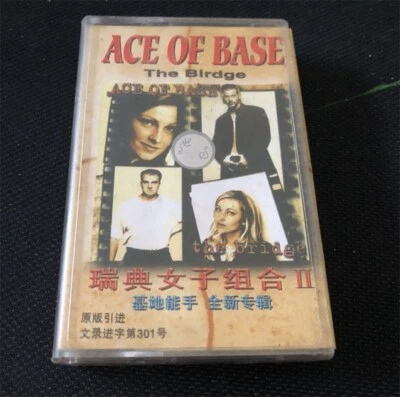 ACE OF BASE
The Birdge
ACE OF BASE
the bridge
瑞典女子组合 II
基地能手 全新专辑
原版引进
文录进字第301号